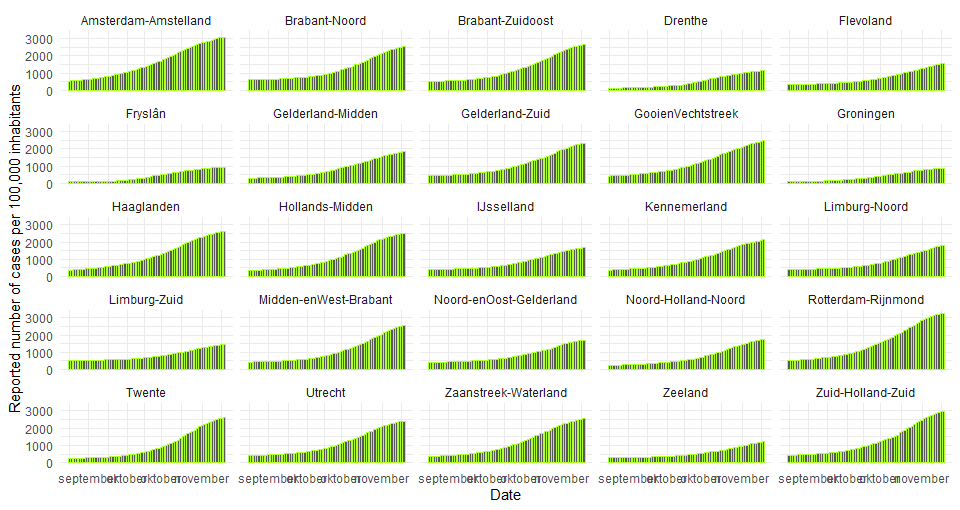 Amsterdam-Amstelland Brabant-Noord Brabant-Zuidoost Drenthe Flevoland
3000
2000
1000
0
Fryslân Gelderland-Midden Gelderland-Zuid GooienVechtstreek Groningen
3000
2000
1000
0
Haaglanden Hollands-Midden IJsselland Kennemerland Limburg-Noord
3000
2000
1000
0
Limburg-Zuid Midden-enWest-Brabant Noord-enOost-Gelderland Noord-Holland-Noord Rotterdam-Rijnmond
3000
2000
1000
0
Twente Utrecht Zaanstreek-Waterland Zeeland Zuid-Holland-Zuid
3000
2000
1000
0
september oktober oktober november september oktober oktober november september oktober oktober november september oktober oktober november september oktober oktober november
Date
Reported number of cases per 100,000 inhabitants